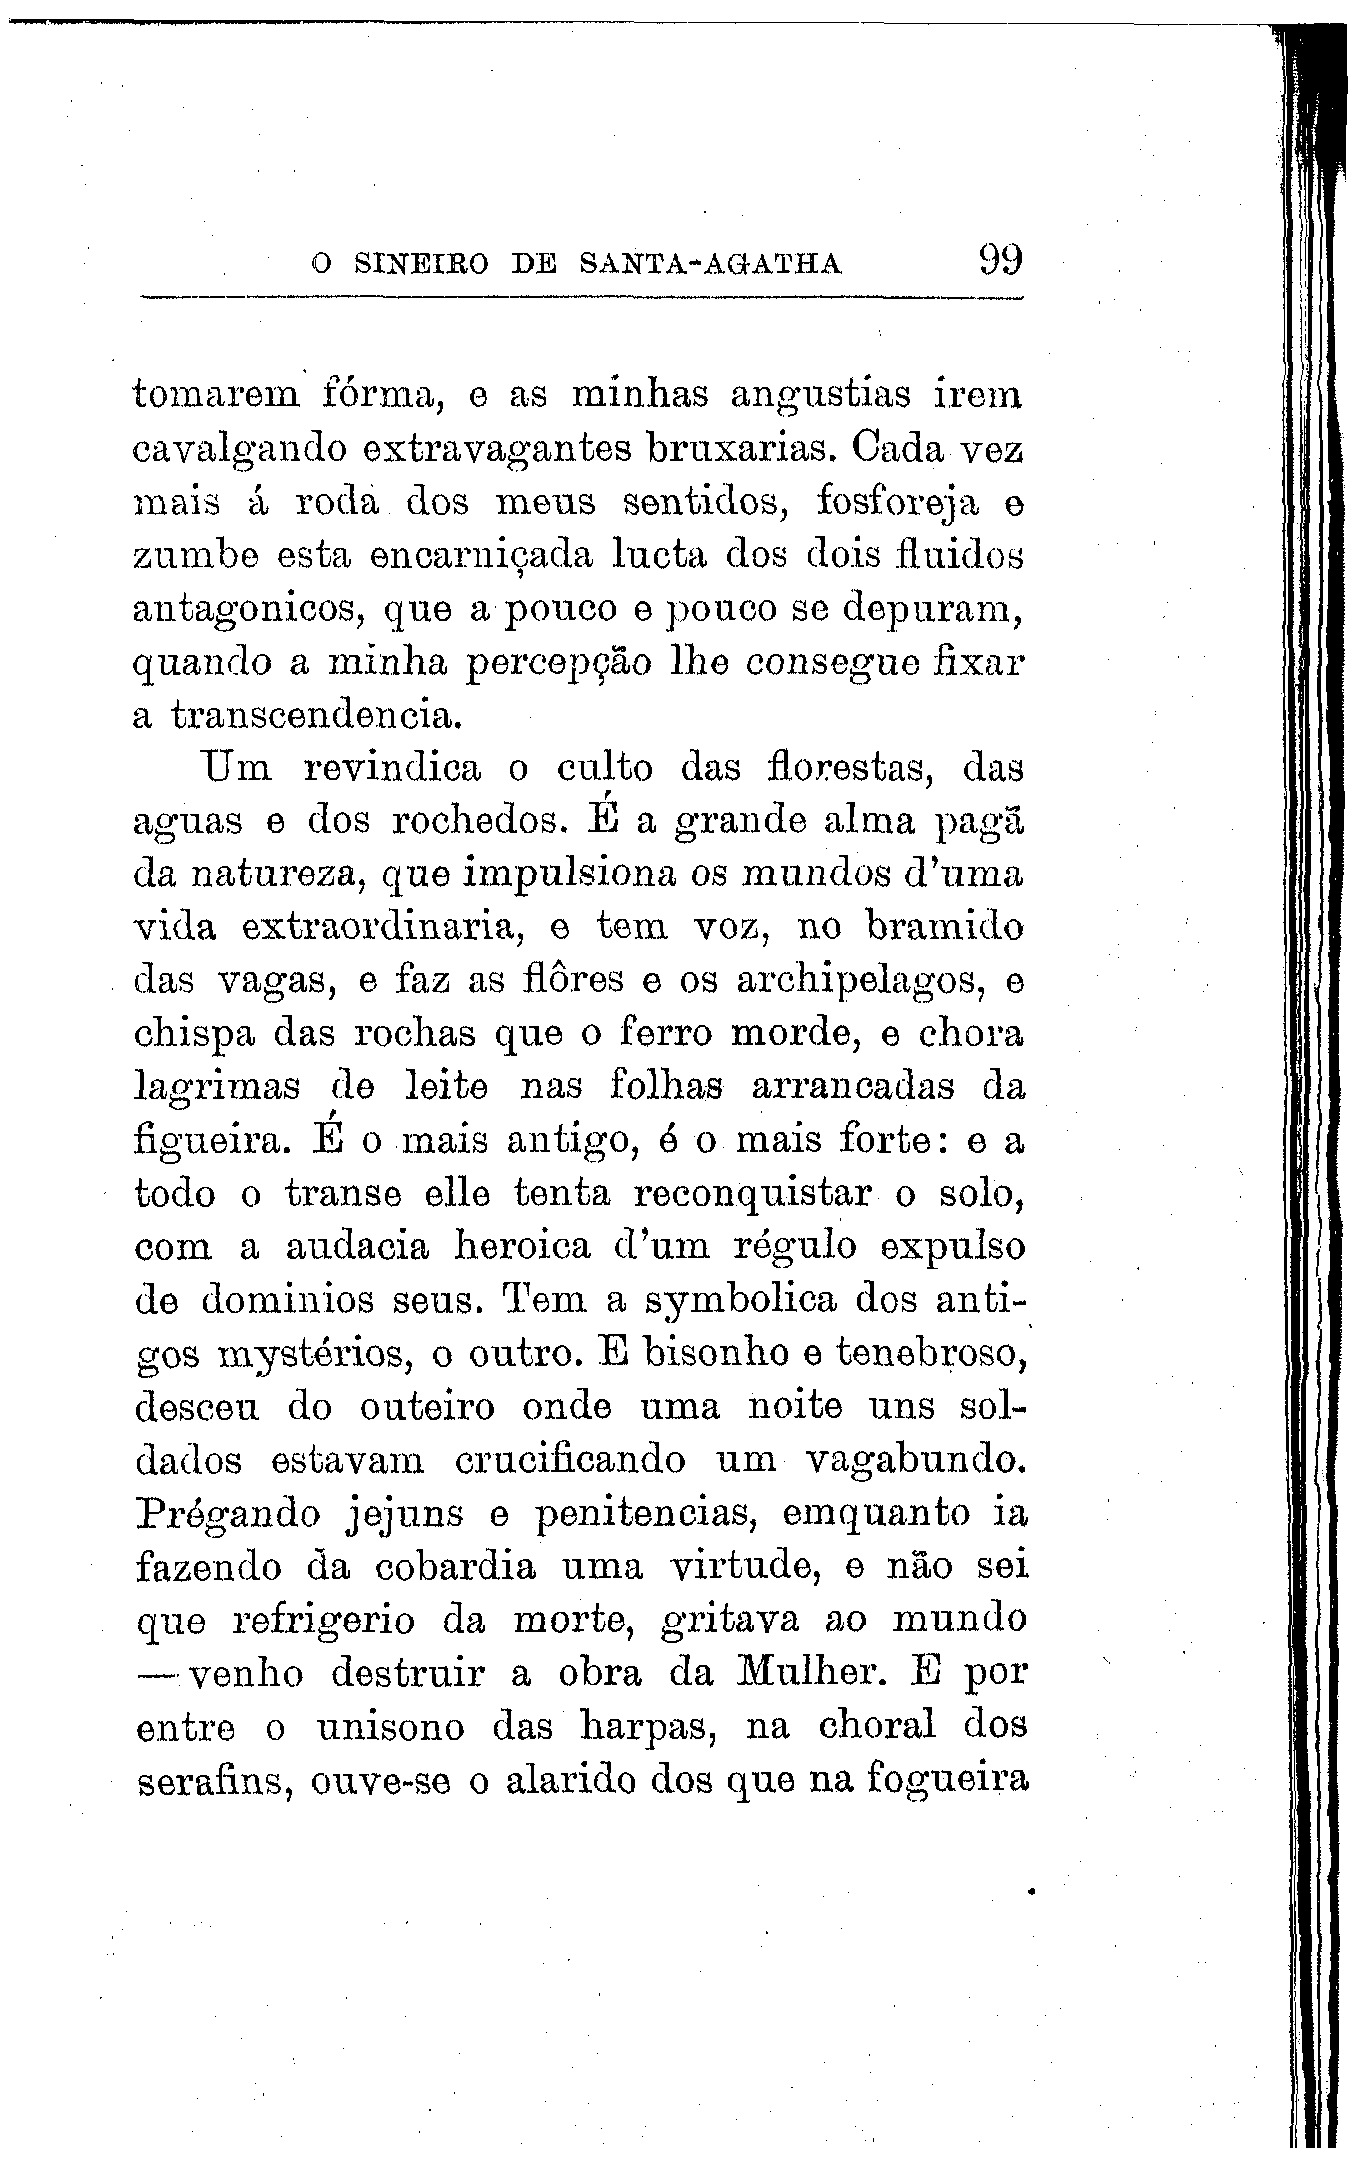 O SINEIRO DE SANTA-AGATHA 99
tomarem fórma, e as minhas angustias irem
cavalgando extravagantes bruxarias. Cada vez
mais á roda dos meus sentidos, fosforeja e
zumbe esta encarniçada lucta dos dois fluidos
antagonicos, que a pouco e pouco se depuram,
quando a minha percepção lhe consegue fixar
a transcendencia.
Um revindica o culto das florestas, das
aguas e dos rochedos. É a grande alma pagã
da natureza, que impulsiona os mundos d'uma
vida extraordinaria, e tem voz, no bramido
das vagas, e faz as flôres e os archipelagos, e
chispa das rochas que o ferro morde, e chora
lagrimas de leite nas folhas arrancadas da
figueira. É o mais antigo, é o mais forte: e a
todo o transe elle tenta reconquistar o solo,
com a audacia heroica d'um régulo expulso
de dominios seus. Tem a symbolica dos anti-
gos mystérios, o outro. E bisonho e tenebroso,
desceu do outeiro onde uma noite uns sol-
dados estavam crucificando um vagabundo.
Prégando jejuns e penitencias, emquanto ia
fazendo da cobardia uma virtude, e não sei
que refrigerio da morte, gritava ao mundo
— venho destruir a obra da Mulher. E por
entre o unisono das harpas, na choral dos
serafins, ouve-se o alarido dos que na fogueira